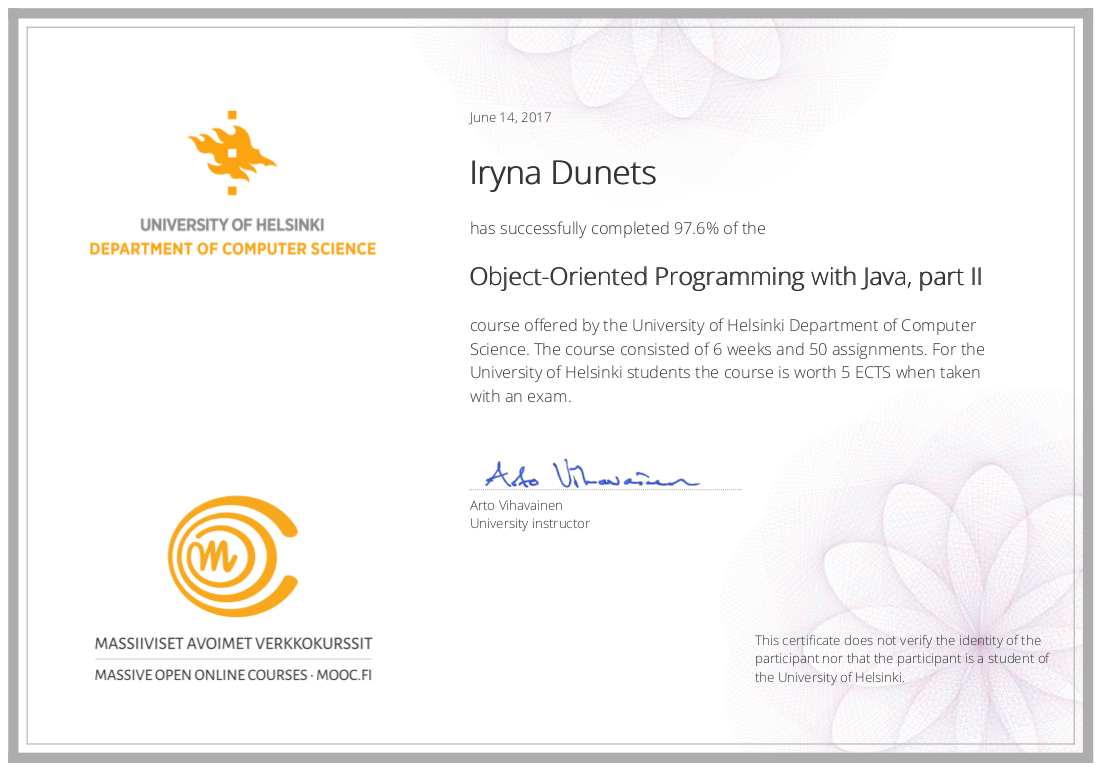 UNIVERSITY OF HELSINKI
DEPARTMENT OF COMPUTER SCIENCE
June 14, 2017
Iryna Dunets
has successfully completed 97.6% of the
Object-Oriented Programming with Java, part II
course offered by the University of Helsinki Department of Computer
Science. The course consisted of 6 weeks and 50 assignments. For the
University of Helsinki students the course is worth 5 ECTS when taken
with an exam.
Arto Vihavainen
Arto Vihavainen
University instructor
m
MASSIIVISET AVOIMET VERKKOKURSSIT
MASSIVE OPEN ONLINE COURSES · MOOC.FI
This certificate does not verify the identity of the
participant nor that the participant is a student of
the University of Helsinki.